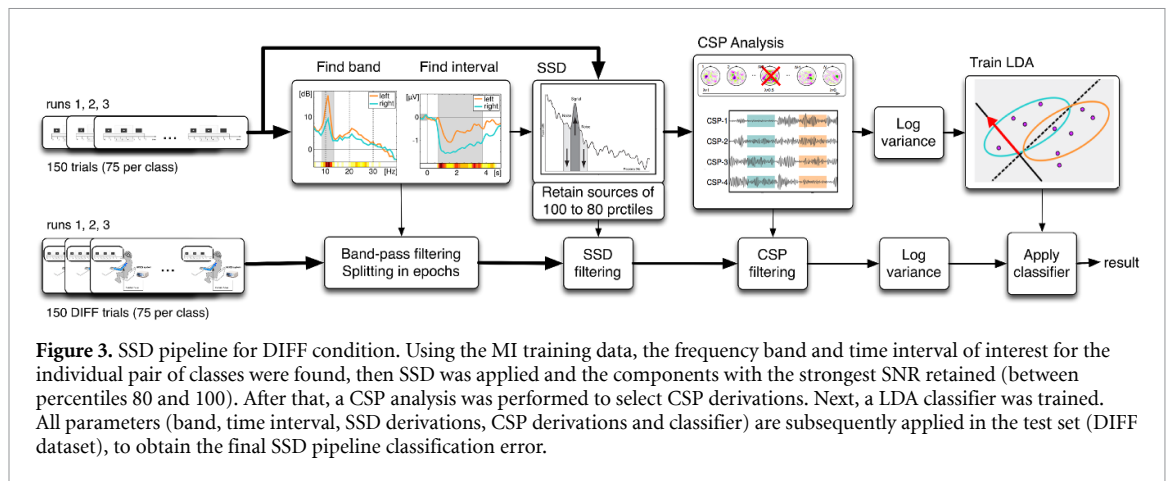 CSP Analysis
Find band
Find interval
SSD
Train LDA
[dB]
left
right
[μV]
left
right
10
0
0
-1
-2
10
20
30
[Hz]
0
2
4
[s]
runs 1, 2, 3
...
150 trials (75 per class)
Band
CSP-1
CSP-2
CSP-3
CSP-4
Log
variance
Retain sources of
100 to 80 prctiles
runs 1, 2, 3
...
150 DIFF trials (75 per class)
Band-pass filtering
Splitting in epochs
SSD
filtering
CSP
filtering
Log
variance
Apply
classifier
result
Figure 3. SSD pipeline for DIFF condition. Using the MI training data, the frequency band and time interval of interest for the
individual pair of classes were found, then SSD was applied and the components with the strongest SNR retained (between
percentiles 80 and 100). After that, a CSP analysis was performed to select CSP derivations. Next, a LDA classifier was trained.
All parameters (band, time interval, SSD derivations, CSP derivations and classifier) are subsequently applied in the test set (DIFF
dataset), to obtain the final SSD pipeline classification error.